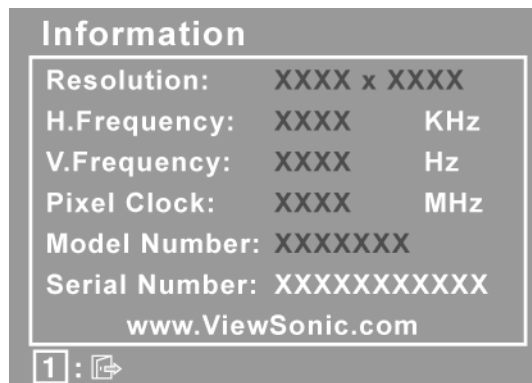 Information
Resolution: XXXX x XXXX
H.Frequency: XXXX KHz
V.Frequency: XXXX Hz
Pixel Clock: XXXX MHz
Model Number: XXXXXXX
Serial Number: XXXXXXXXXXX
www.ViewSonic.com
1 :